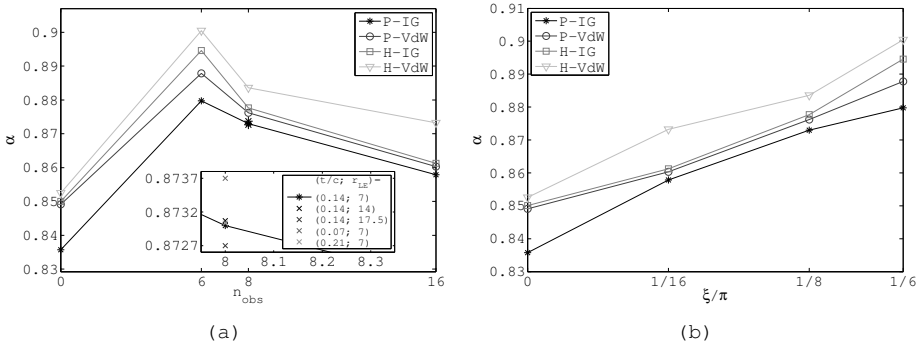 0.9
0.89
0.88
0.87
0.86
0.85
0.84
0.83
α
0
6
8
16
n_obs
P-IG
P-VdW
H-IG
H-VdW
0.8737
0.8732
0.8727
8
8.1
8.2
8.3
(t/c; r_LE)=
(0.14; 7)
(0.14; 14)
(0.14; 17.5)
(0.07; 7)
(0.21; 7)
(a)
0.91
0.9
0.89
0.88
0.87
0.86
0.85
0.84
0.83
α
0
1/16
1/8
1/6
ξ/π
P-IG
P-VdW
H-IG
H-VdW
(b)